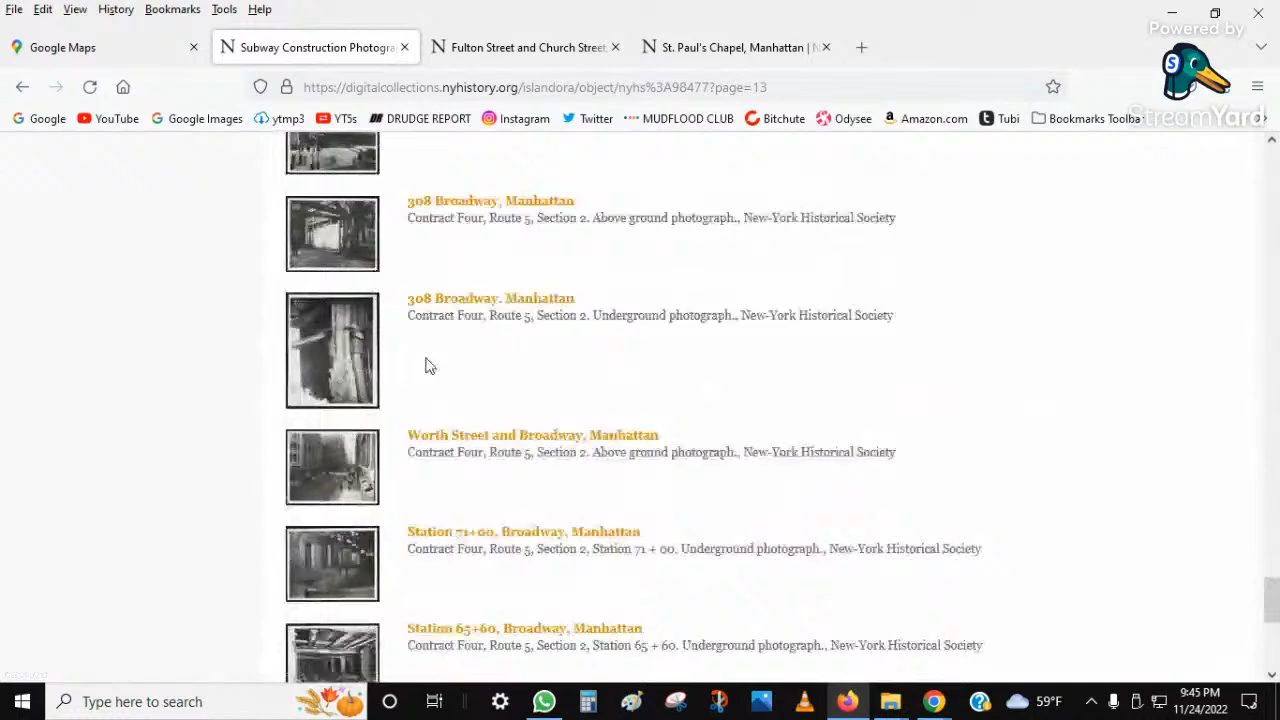 File Edit View History Bookmarks Tools Help
Powered by
Google Maps
Subway Construction Photogra
Fulton Street and Church Street,
St. Paul's Chapel, Manhattan | N
https://digitalcollections.nyhistory.org/islandora/object/nyhs%3A98477?page=13
StreamYard
Google YouTube Google Images ytmp3 YT5s DRUDGE REPORT Instagram Twitter MUDFLOOD CLUB Bitchute Odysee Amazon.com Tubi Bookmarks Toolba
308 Broadway, Manhattan
Contract Four, Route 5, Section 2. Above ground photograph., New-York Historical Society
308 Broadway. Manhattan
Contract Four, Route 5, Section 2. Underground photograph., New-York Historical Society
Worth Street and Broadway, Manhattan
Contract Four, Route 5, Section 2. Above ground photograph., New-York Historical Society
Station 71+00, Broadway, Manhattan
Contract Four, Route 5, Section 2, Station 71 + 00. Underground photograph., New-York Historical Society
Station 65+60, Broadway, Manhattan
Contract Four, Route 5, Section 2, Station 65 + 60. Underground photograph., New-York Historical Society
Type here to search
59°F
9:45 PM
11/24/2022